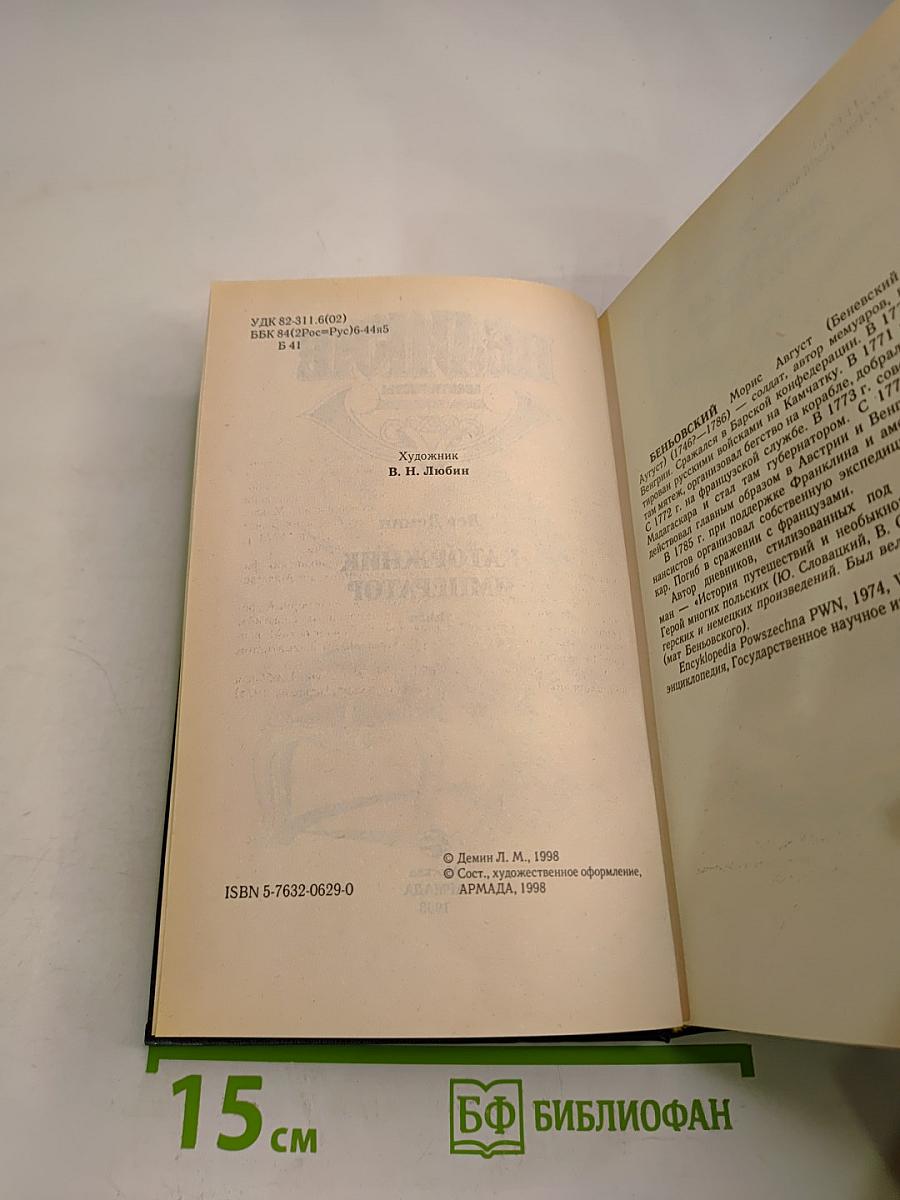 УДК 82-311.6(02)
ББК 84(2Рос=Рус)6-44я5
Б 41
Художник
В. Н. Любин
ISBN 5-7632-0629-0
© Демин Л. М., 1998
© Сост., художественное оформление,
АРМАДА, 1998
БЕНЬОВСКИЙ Морис Август (Беневский
Аугуст) (1746?—1786) — солдат, автор мемуаров,
Венгрии. Сражался в Барской конфедерации. В
тирован русскими войсками на Камчатку. В 1771
там мятеж, организовал бегство на корабле, добрал
С 1772 г. на французской службе. В 1773 г.
Мадагаскара и стал там губернатором. С
действовал главным образом в Австрии и Венг
В 1785 г. при поддержке Франклина и аме
нансистов организовал собственную экспедиц
кар. Погиб в сражении с французами.
Автор дневников, стилизованных под
ман — «История путешествий и необыкно
Герой многих польских (Ю. Словацкий, В.
герских и немецких произведений. Был вел
(мат Беньовского).
Encyklopedia Powszechna PWN, 1974,
энциклопедия, Государственное научное
15 см
БФ БИБЛИОФАН